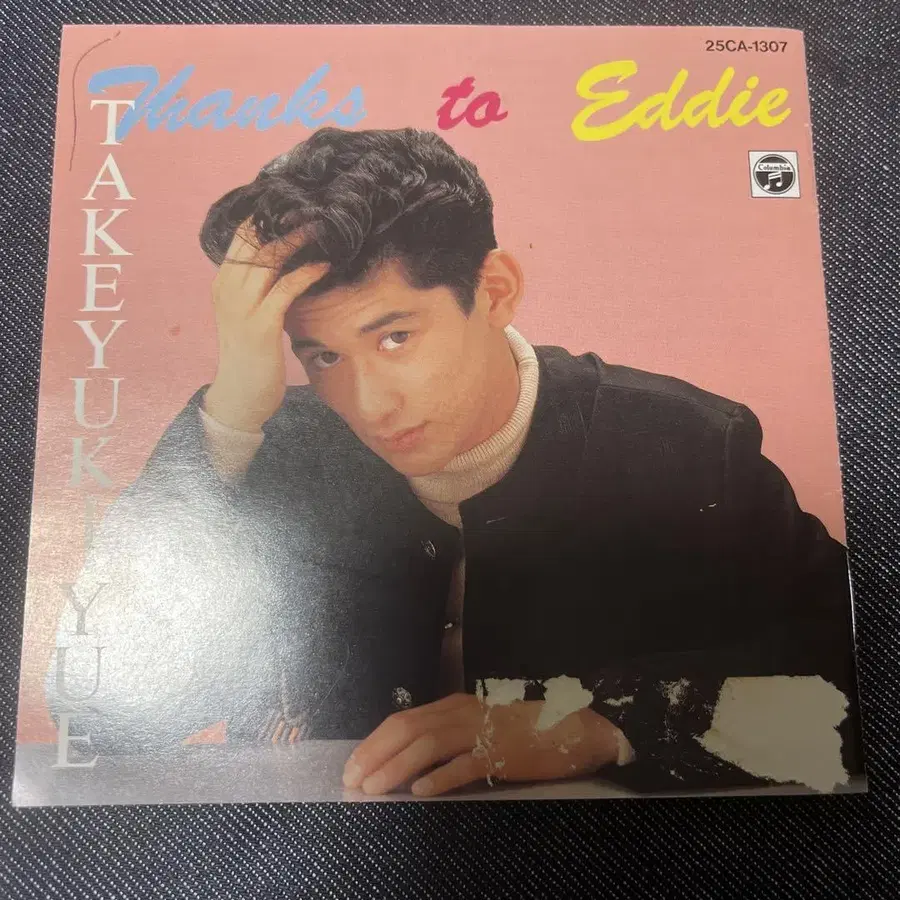 25CA-1307
Thanks to Eddie
Columbia
TAKEYUKI YUE